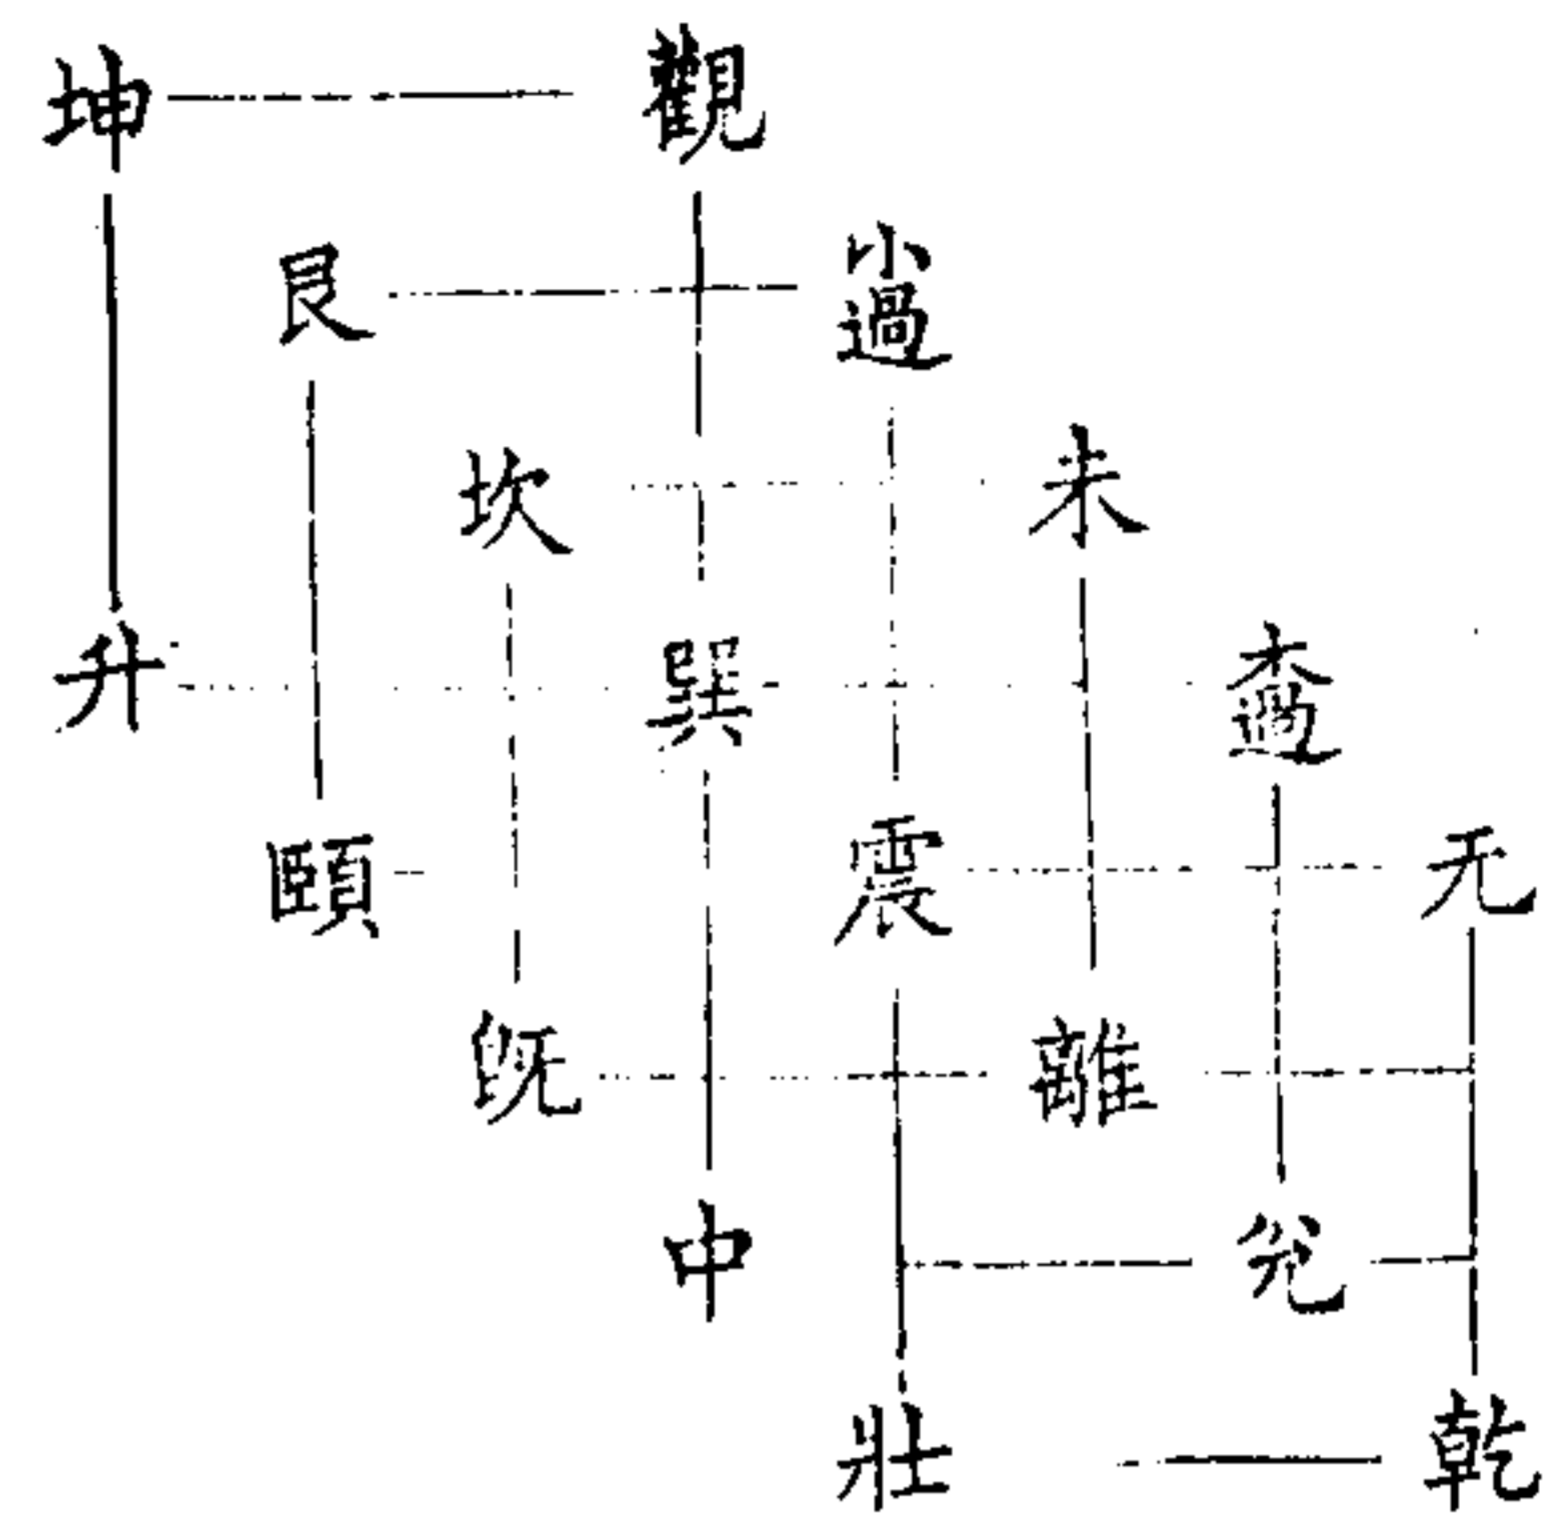 坤 觀
艮 小過
坎 未
升 巽 大過
頤 震 无
既 離
中 兌
壯 乾